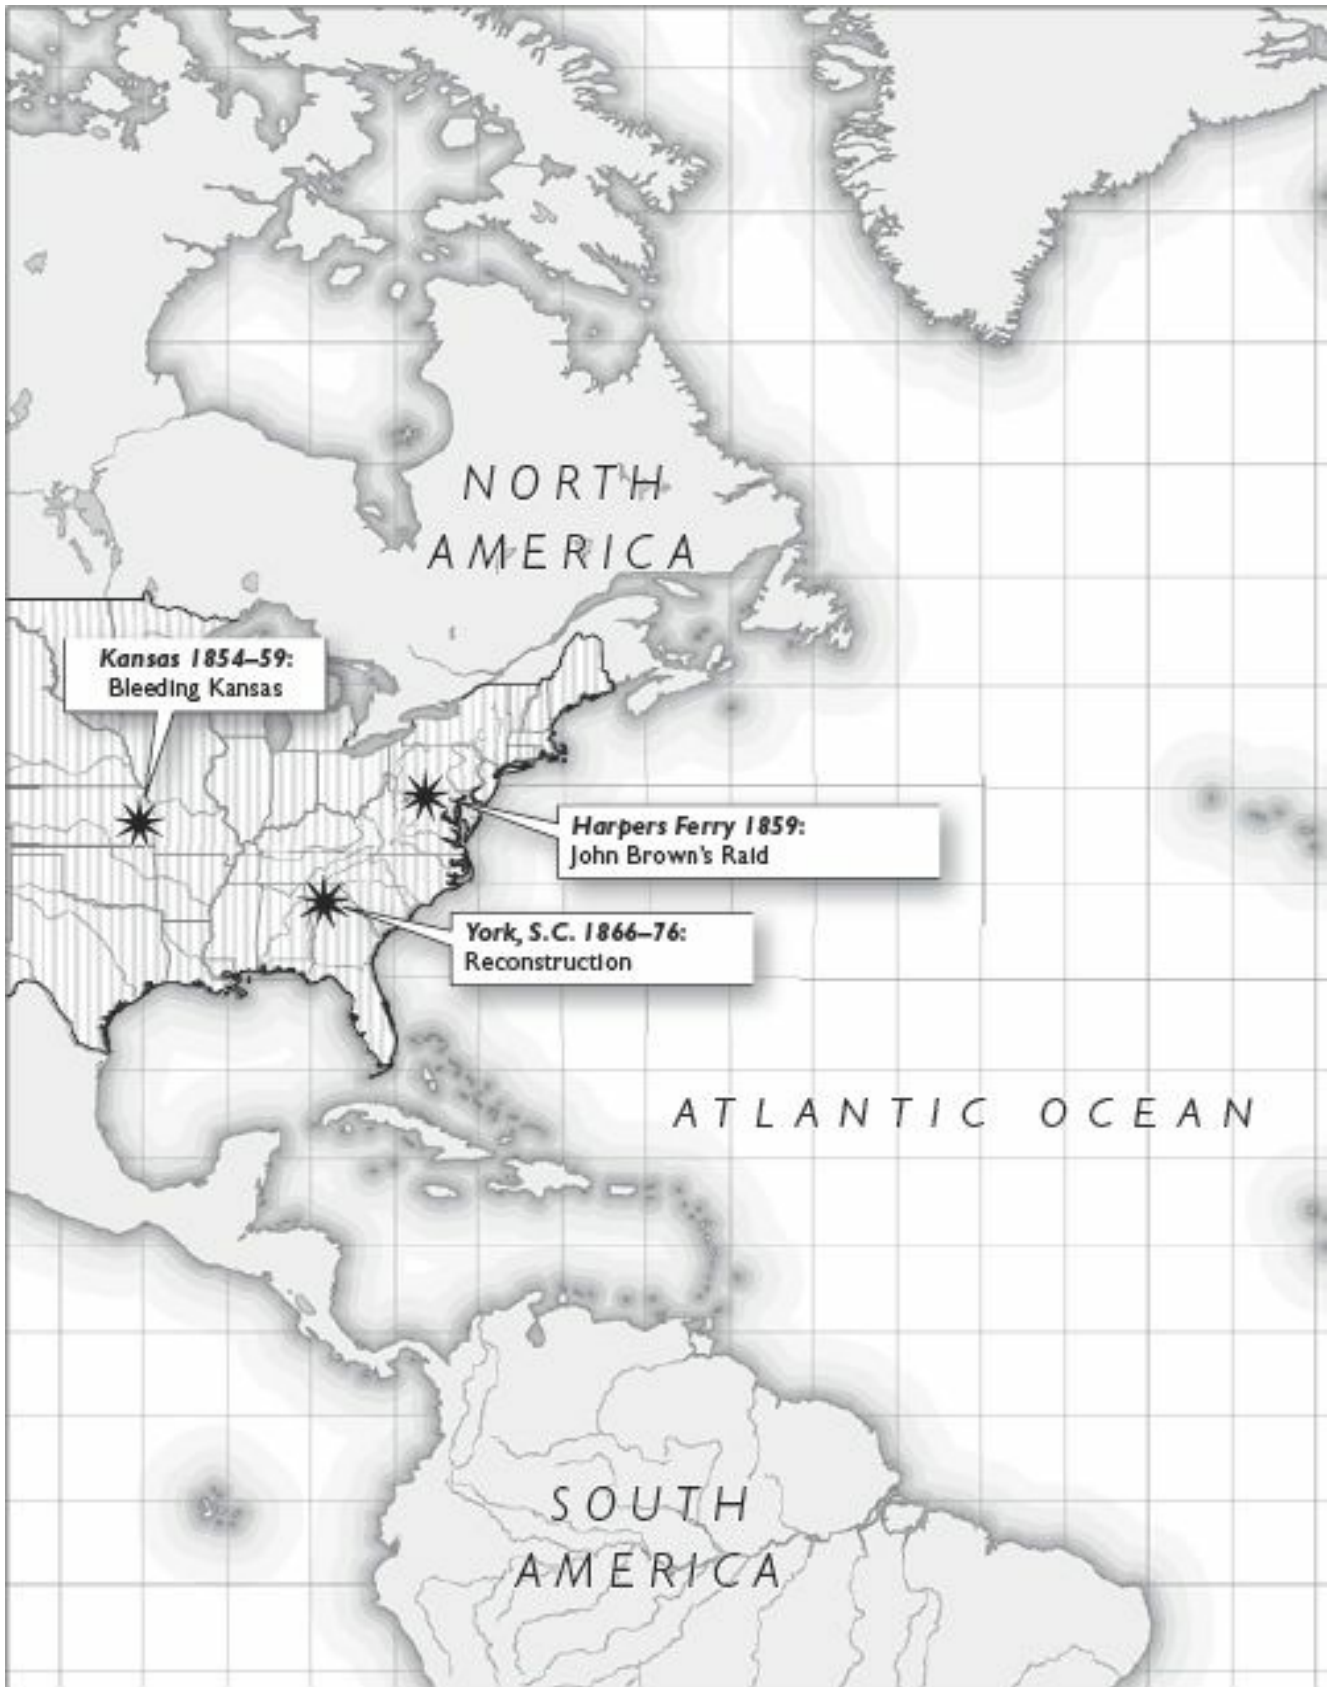 NORTH
AMERICA
Kansas 1854–59:
Bleeding Kansas
Harpers Ferry 1859:
John Brown's Raid
York, S.C. 1866–76:
Reconstruction
ATLANTIC OCEAN
SOUTH
AMERICA